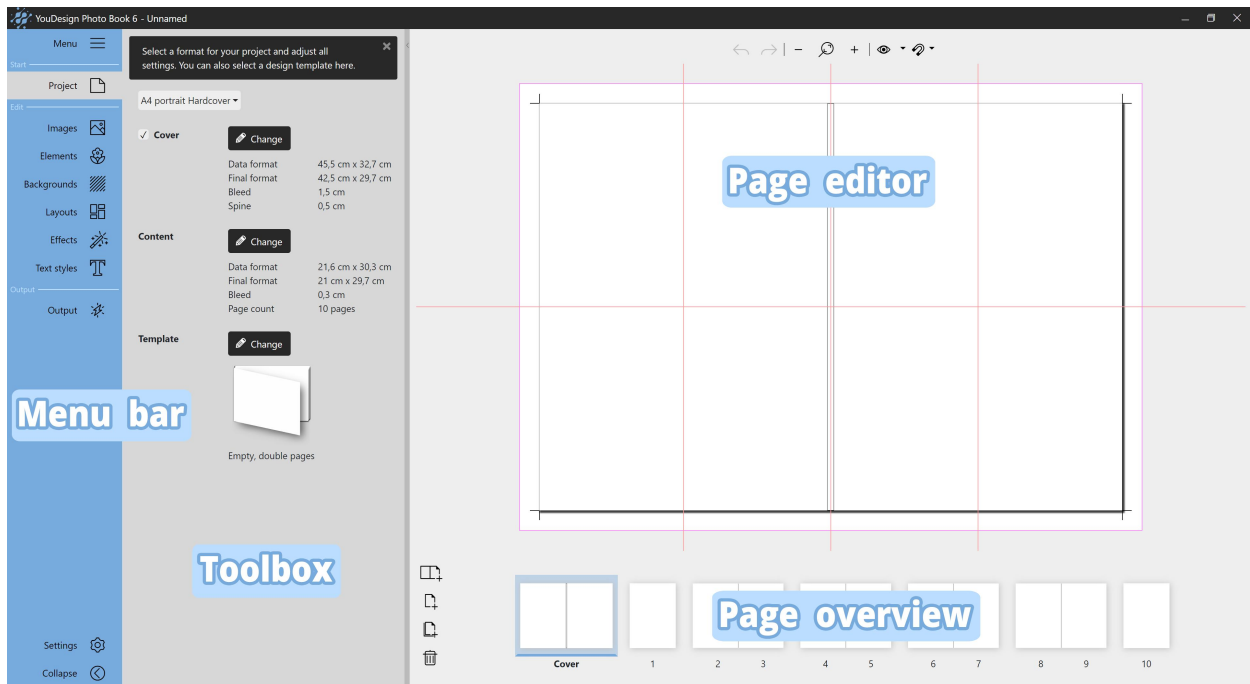 YouDesign Photo Book 6 - Unnamed
Menu
Start
Project
Edit
Images
Elements
Backgrounds
Layouts
Effects
Text styles
Output
Output
Menu bar
Settings
Collapse
Select a format for your project and adjust all
settings. You can also select a design template here.
A4 portrait Hardcover
Cover
Change
Data format 45,5 cm x 32,7 cm
Final format 42,5 cm x 29,7 cm
Bleed 1,5 cm
Spine 0,5 cm
Content
Change
Data format 21,6 cm x 30,3 cm
Final format 21 cm x 29,7 cm
Bleed 0,3 cm
Page count 10 pages
Template
Change
Empty, double pages
Toolbox
Page editor
Page overview
Cover 1 2 3 4 5 6 7 8 9 10